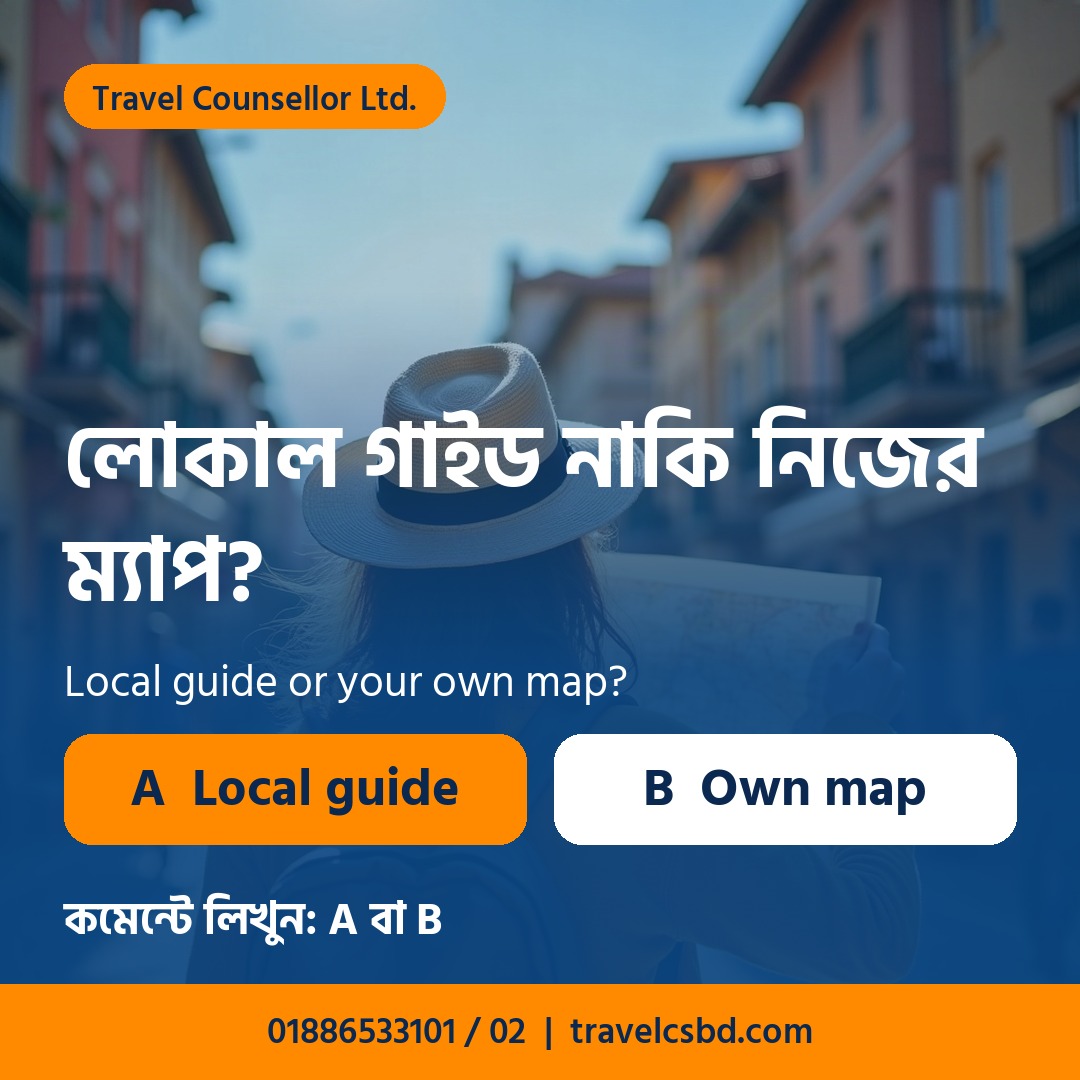 Travel Counsellor Ltd.
লোকাল গাইড নাকি নিজের
ম্যাপ?
Local guide or your own map?
A Local guide
B Own map
কমেন্টে লিখুন: A বা B
01886533101 / 02 | travelcsbd.com